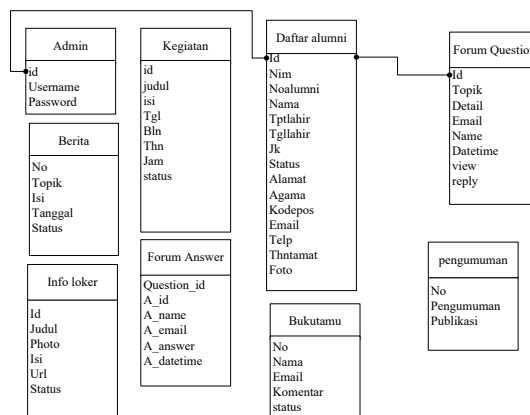 Admin
id
Username
Password
Kegiatan
id
judul
isi
Tgl
Bln
Thn
Jam
status
Daftar alumni
Id
Nim
Noalumni
Nama
Tptlahir
Tgllahir
Jk
Status
Alamat
Agama
Kodepos
Email
Telp
Thntamat
Foto
Forum Question
Id
Topik
Detail
Email
Name
Datetime
view
reply
Berita
No
Topik
Isi
Tanggal
Status
Forum Answer
Question_id
A_id
A_name
A_email
A_answer
A_datetime
pengumuman
No
Pengumuman
Publikasi
Info loker
Id
Judul
Photo
Isi
Url
Status
Bukutamu
No
Nama
Email
Komentar
status